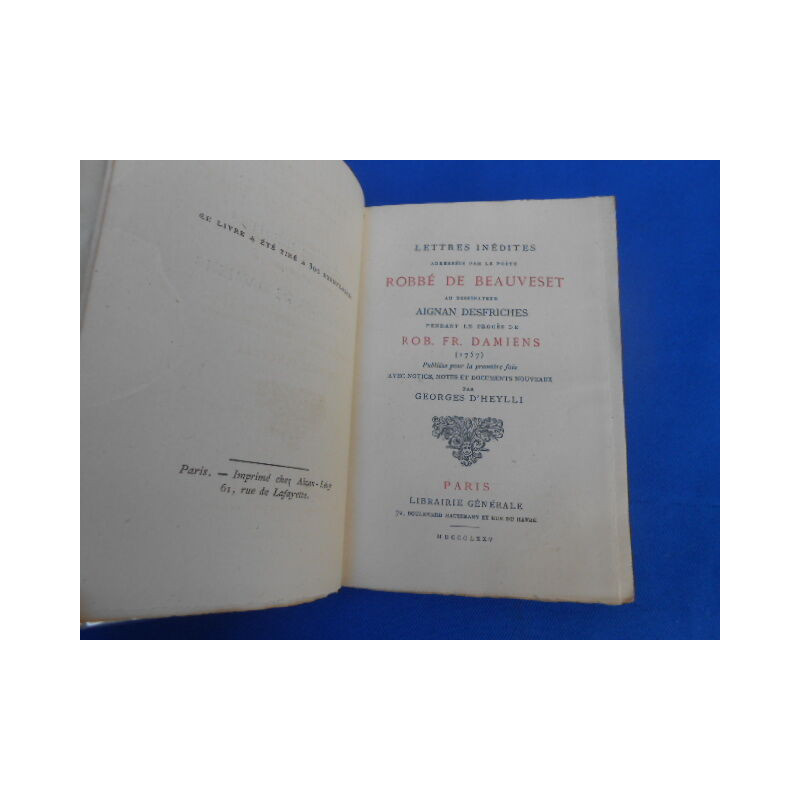 CE LIVRE A ÉTÉ TIRÉ A 300 EXEMPLAIRES
Paris. — Imprimé chez Alcan-Lévy
61, rue de Lafayette.
LETTRES INÉDITES
ADRESSÉES PAR LE POËTE
ROBBÉ DE BEAUVESET
AU DESSINATEUR
AIGNAN DESFRICHES
PENDANT LE PROCÈS DE
ROB. FR. DAMIENS
(1757)
Publiées pour la première fois
AVEC NOTICE, NOTES ET DOCUMENTS NOUVEAUX
PAR
GEORGES D'HEYLLI
PARIS
LIBRAIRIE GÉNÉRALE
72, BOULEVARD HAUSSMANN ET RUE DU HAVRE
MDCCCLXXV